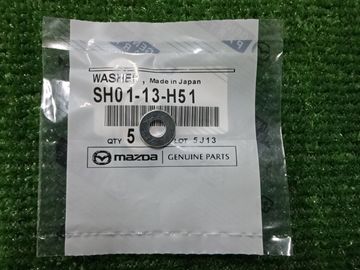 WASHER , Made in Japan
SH01-13-H51
QTY 5 LOT 5J13
mazda GENUINE PARTS